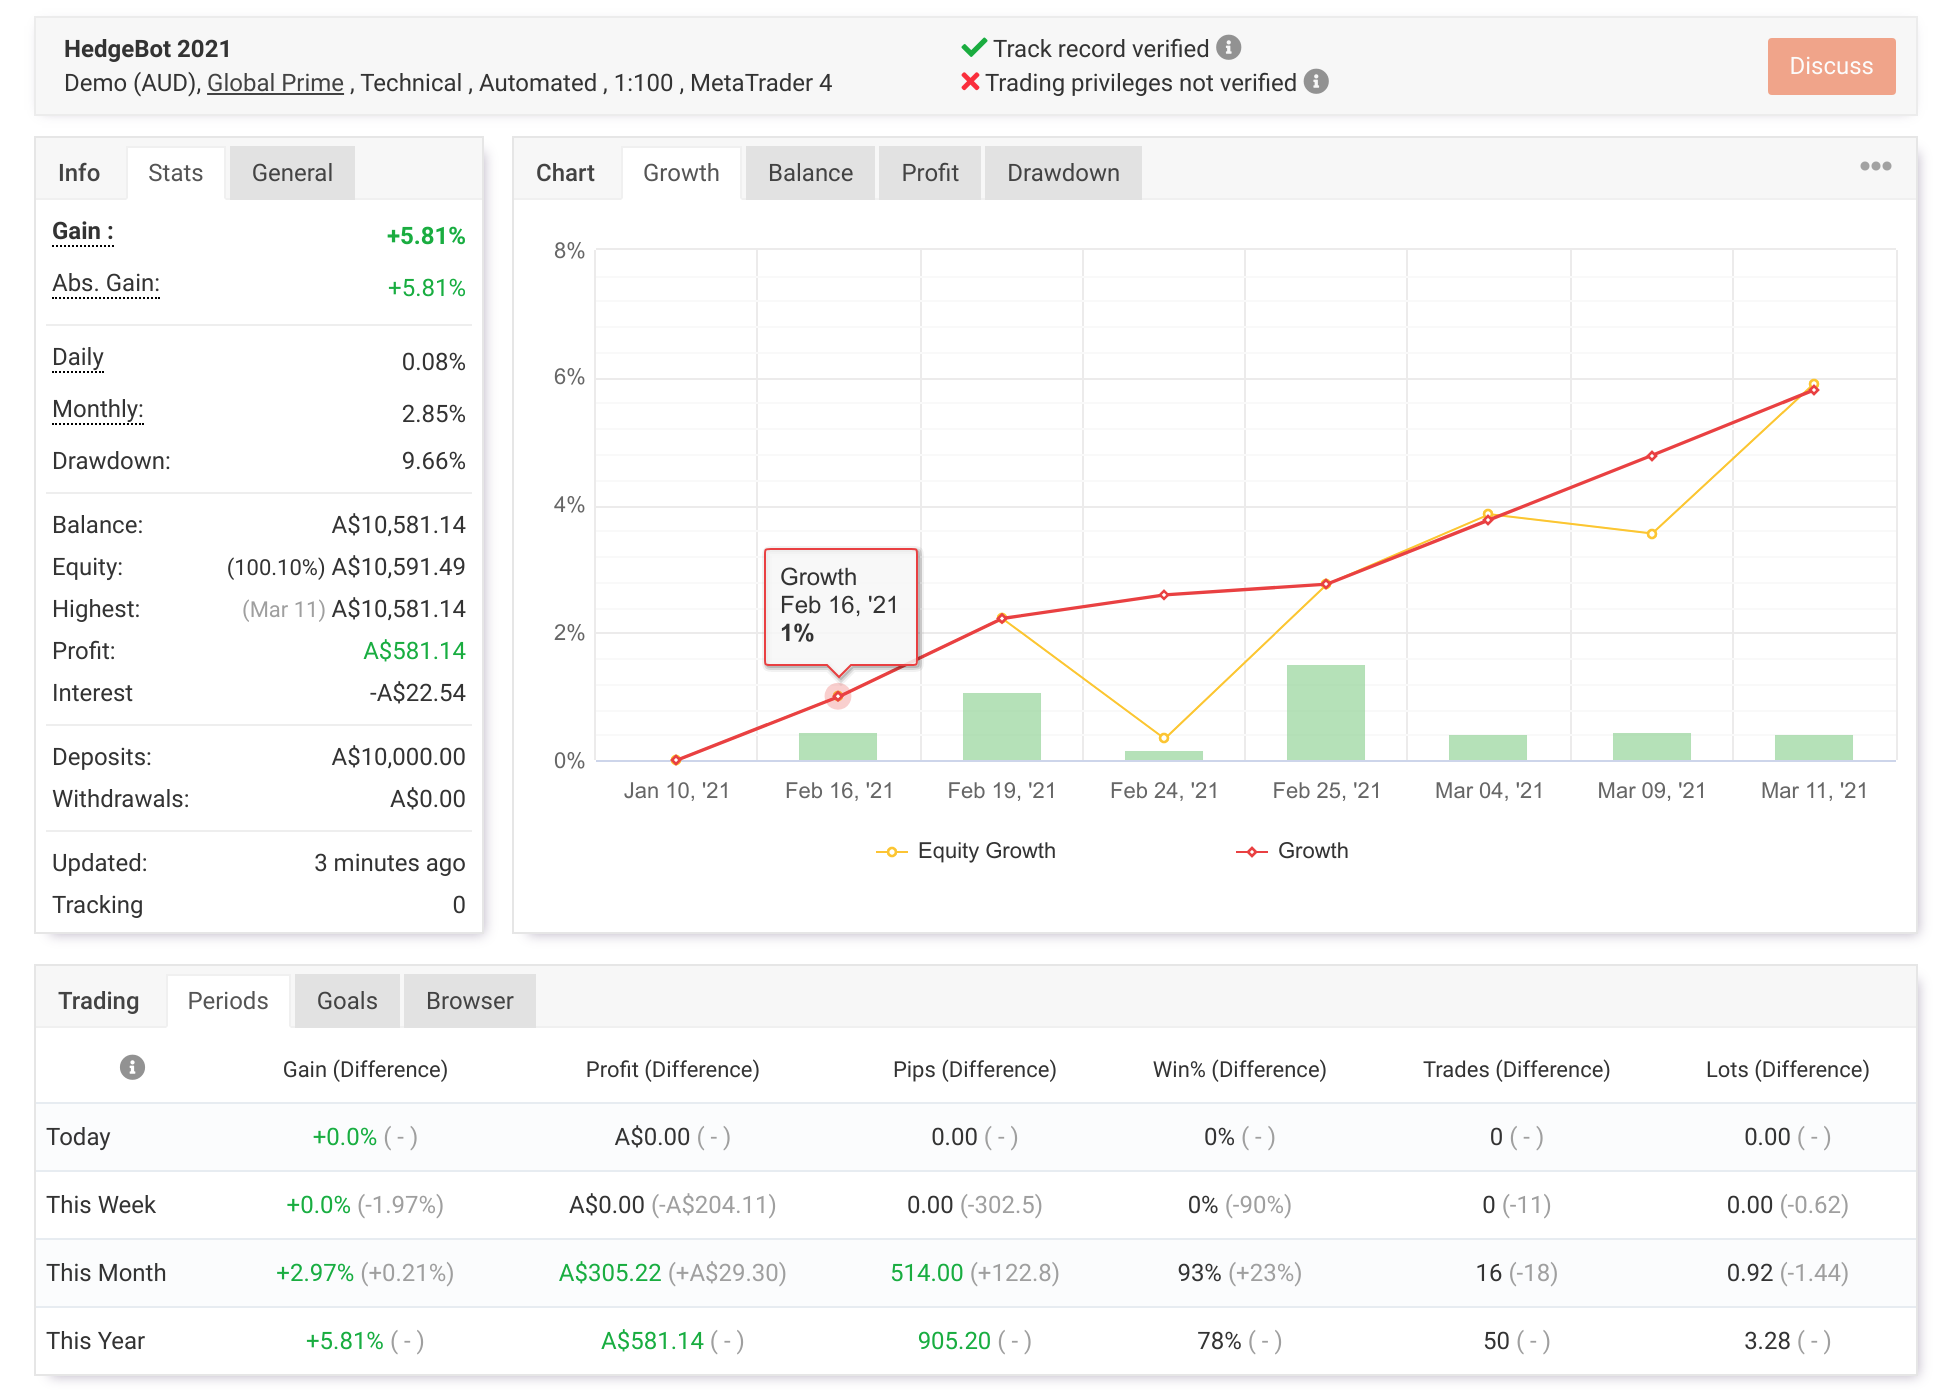 HedgeBot 2021
Demo (AUD), Global Prime , Technical , Automated , 1:100 , MetaTrader 4
Track record verified
Trading privileges not verified
Discuss
Info Stats General
Gain : +5.81%
Abs. Gain: +5.81%
Daily 0.08%
Monthly: 2.85%
Drawdown: 9.66%
Balance: A$10,581.14
Equity: (100.10%) A$10,591.49
Highest: (Mar 11) A$10,581.14
Profit: A$581.14
Interest -A$22.54
Deposits: A$10,000.00
Withdrawals: A$0.00
Updated: 3 minutes ago
Tracking 0
Chart Growth Balance Profit Drawdown
8%
6%
4%
2%
0%
Growth
Feb 16, '21
1%
Jan 10, '21 Feb 16, '21 Feb 19, '21 Feb 24, '21 Feb 25, '21 Mar 04, '21 Mar 09, '21 Mar 11, '21
Equity Growth Growth
Trading Periods Goals Browser
Gain (Difference) Profit (Difference) Pips (Difference) Win% (Difference) Trades (Difference) Lots (Difference)
Today +0.0% ( - ) A$0.00 ( - ) 0.00 ( - ) 0% ( - ) 0 ( - ) 0.00 ( - )
This Week +0.0% (-1.97%) A$0.00 (-A$204.11) 0.00 (-302.5) 0% (-90%) 0 (-11) 0.00 (-0.62)
This Month +2.97% (+0.21%) A$305.22 (+A$29.30) 514.00 (+122.8) 93% (+23%) 16 (-18) 0.92 (-1.44)
This Year +5.81% ( - ) A$581.14 ( - ) 905.20 ( - ) 78% ( - ) 50 ( - ) 3.28 ( - )